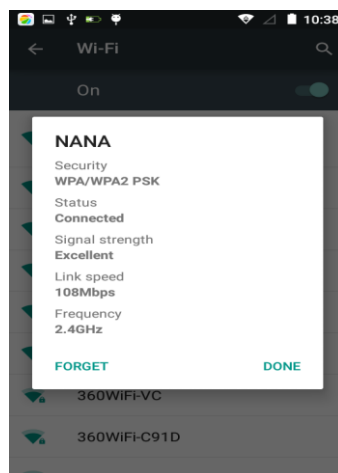 10:38
Wi-Fi
On
NANA
Security
WPA/WPA2 PSK
Status
Connected
Signal strength
Excellent
Link speed
108Mbps
Frequency
2.4GHz
FORGET DONE
360WiFi-VC
360WiFi-C91D